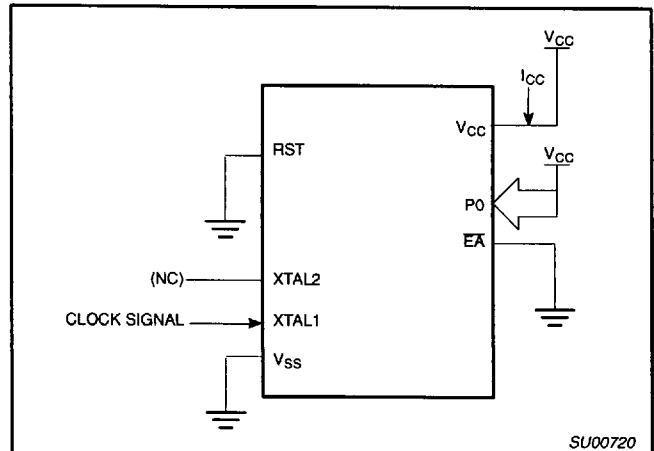 VCC
ICC
VCC
RST
VCC
P0
EA
(NC)
XTAL2
CLOCK SIGNAL
XTAL1
VSS
SU00720